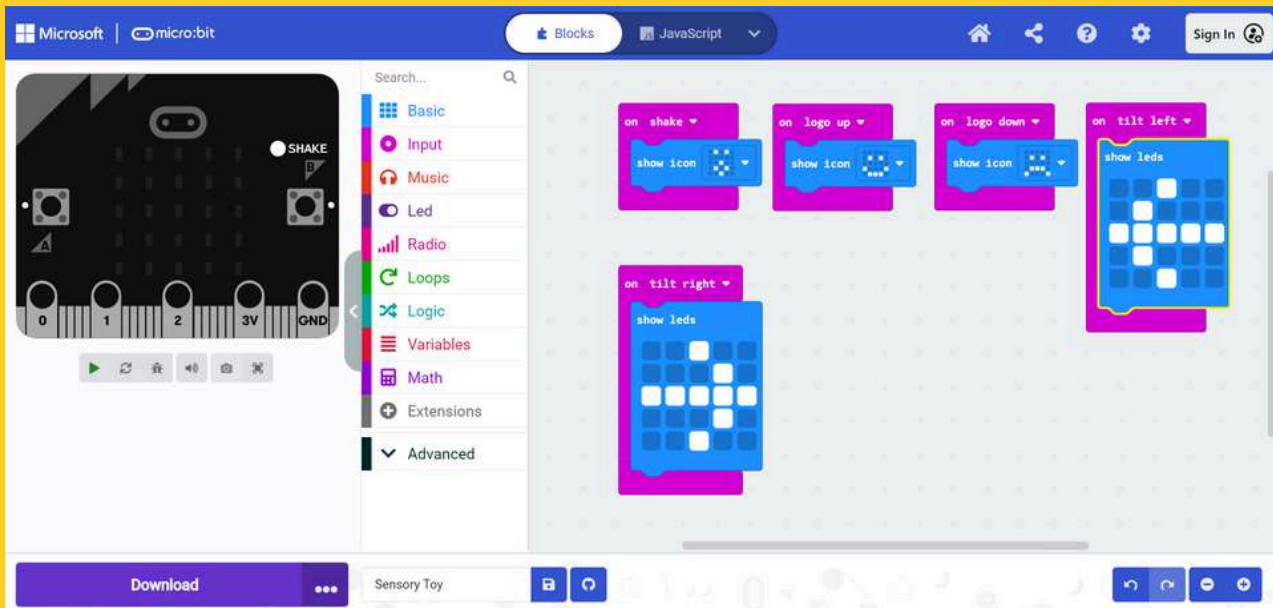 Microsoft micro:bit Blocks JavaScript Sign In
Search...
Basic
Input
Music
Led
Radio
Loops
Logic
Variables
Math
Extensions
Advanced
SHAKE
B
A
0 1 2 3V GND
on shake
show icon
on logo up
show icon
on logo down
show icon
on tilt left
show leds
on tilt right
show leds
Download
Sensory Toy